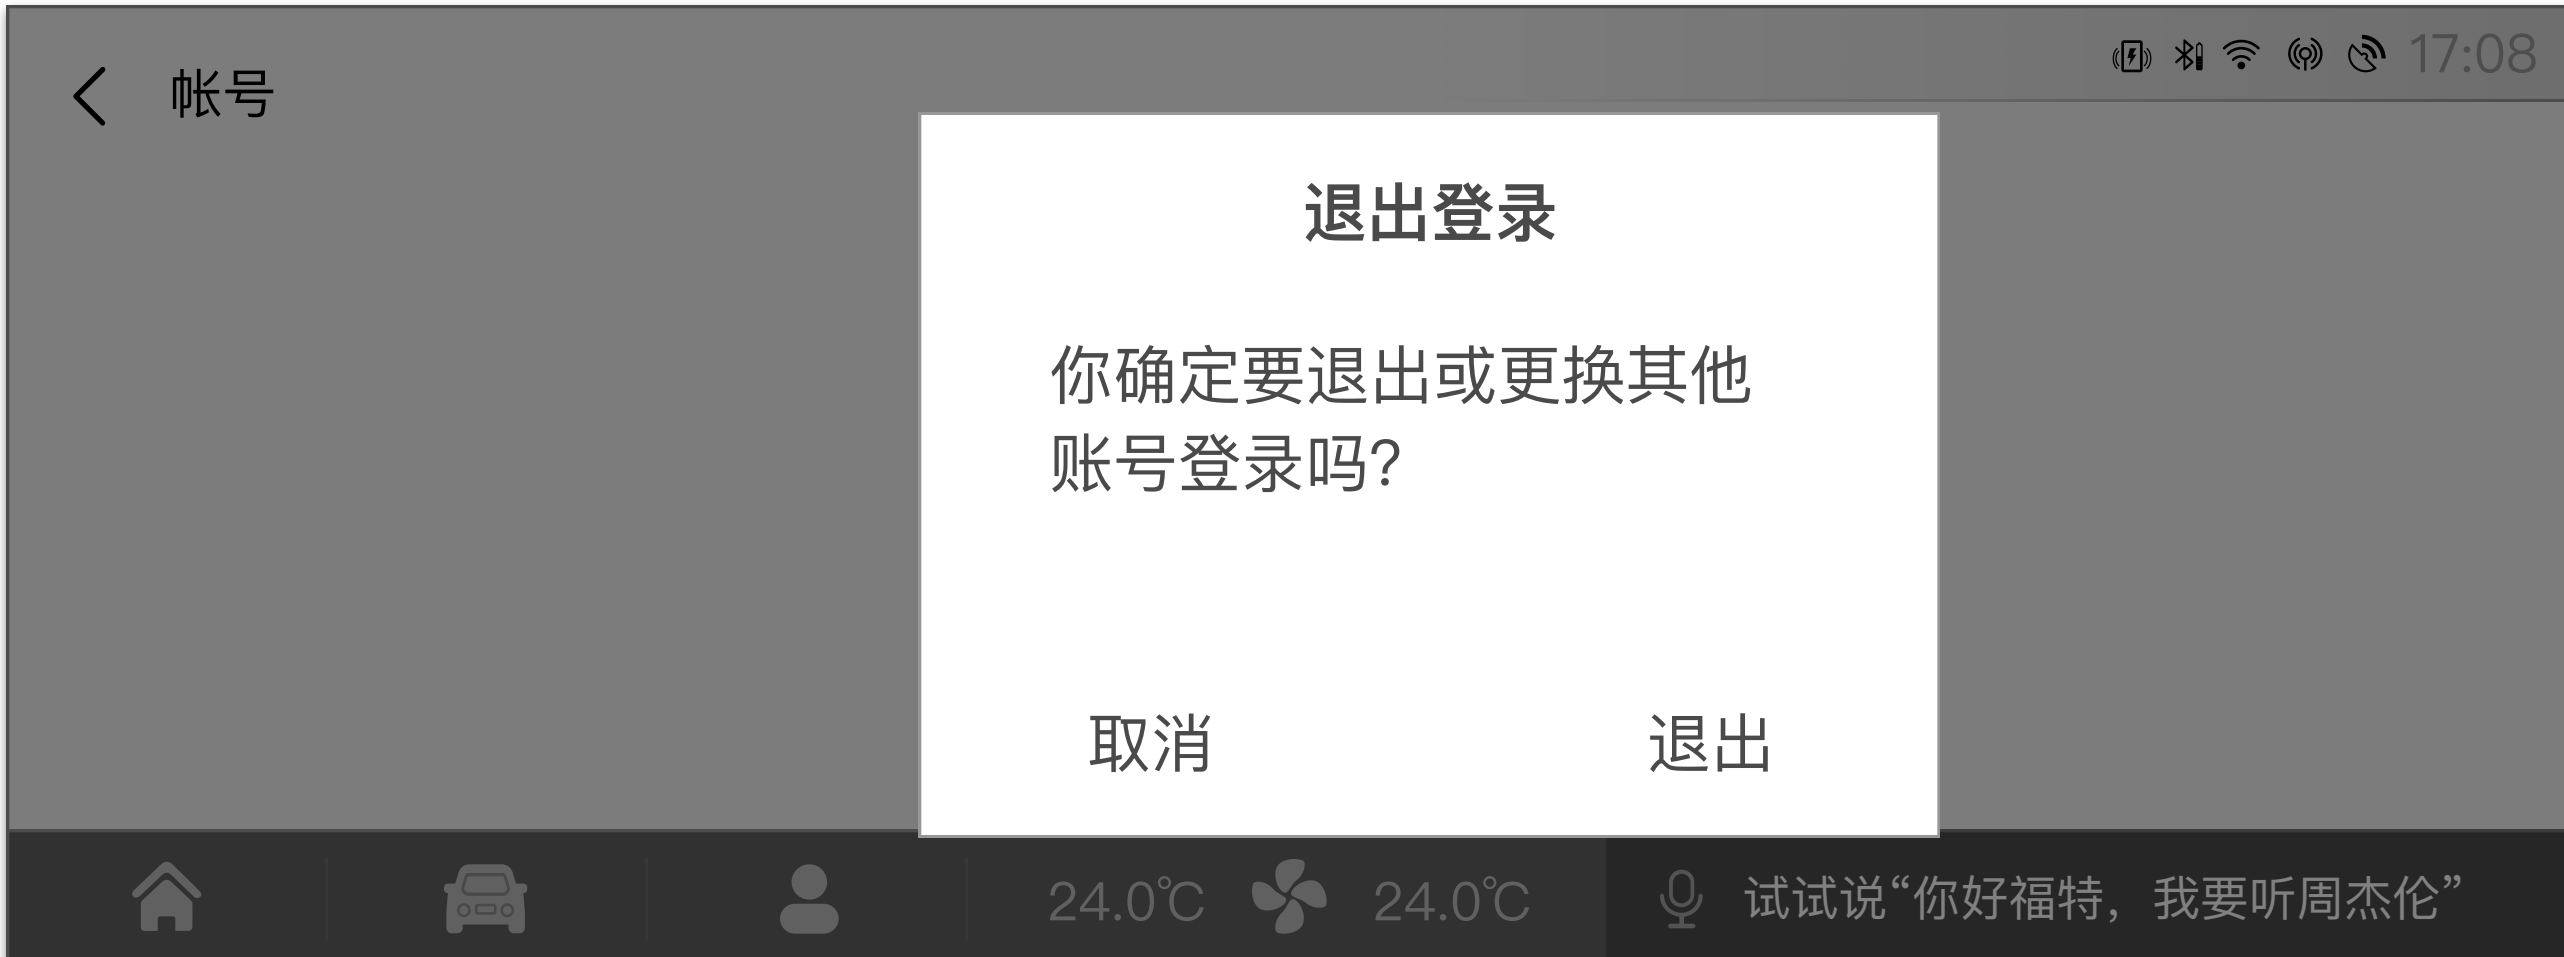 17:08
帐号
退出登录
你确定要退出或更换其他
账号登录吗?
取消 退出
24.0℃ 24.0℃ 试试说“你好福特，我要听周杰伦”